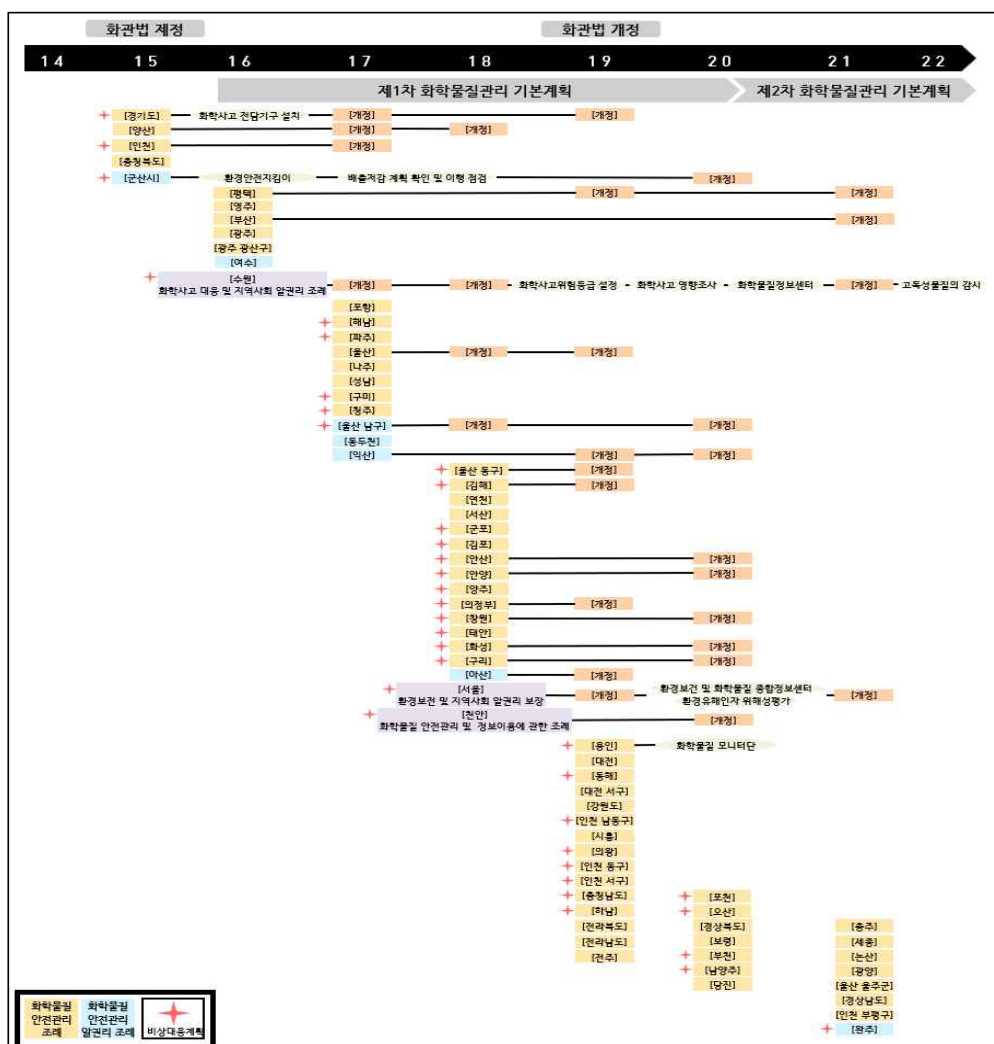 화관법 제정 화관법 개정
14 15 16 17 18 19 20 21 22
제1차 화학물질관리 기본계획 제2차 화학물질관리 기본계획
[경기도] 화학사고 전담기구 설치 [개정] [개정]
[양산] [개정] [개정]
[인천] [개정]
[충청북도]
[군산시] 환경안전지킴이 배출저감 계획 확인 및 이행 점검 [개정]
[평택] [개정] [개정]
[영주]
[부산] [개정]
[광주]
[광주 광산구]
[여수]
[수원]
화학사고 대응 및 지역사회 알권리 조례 [개정] [개정] 화학사고위험등급 설정 화학사고 영향조사 화학물질정보센터 [개정] 고독성물질의 감시
[포항]
[해남]
[파주]
[울산] [개정] [개정]
[나주]
[성남]
[구미]
[청주]
[울산 남구] [개정] [개정]
[동두천]
[익산] [개정] [개정]
[울산 동구] [개정]
[김해] [개정]
[연천]
[서산]
[군포]
[김포]
[안산] [개정]
[안양] [개정]
[양주]
[의정부] [개정]
[창원] [개정]
[태안]
[화성] [개정]
[구리] [개정]
[아산] [개정]
[서울]
환경보건 및 지역사회 알권리 보장 [개정] 환경보건 및 화학물질 종합정보센터
환경유해인자 위해성평가 [개정]
[천안]
화학물질 안전관리 및 정보이용에 관한 조례 [개정]
[용인] 화학물질 모니터단
[대전]
[동해]
[대전 서구]
[강원도]
[인천 남동구]
[시흥]
[의왕]
[인천 동구]
[인천 서구]
[충청남도] [포천]
[하남] [오산]
[전라북도] [경상북도] [충주]
[전라남도] [보령] [세종]
[전주] [부천] [논산]
[남양주] [광양]
[당진] [울산 울주군]
[경상남도]
[인천 부평구]
[완주]
화학물질
안전관리
조례
화학물질
안전관리
알권리 조례
비상대응계획